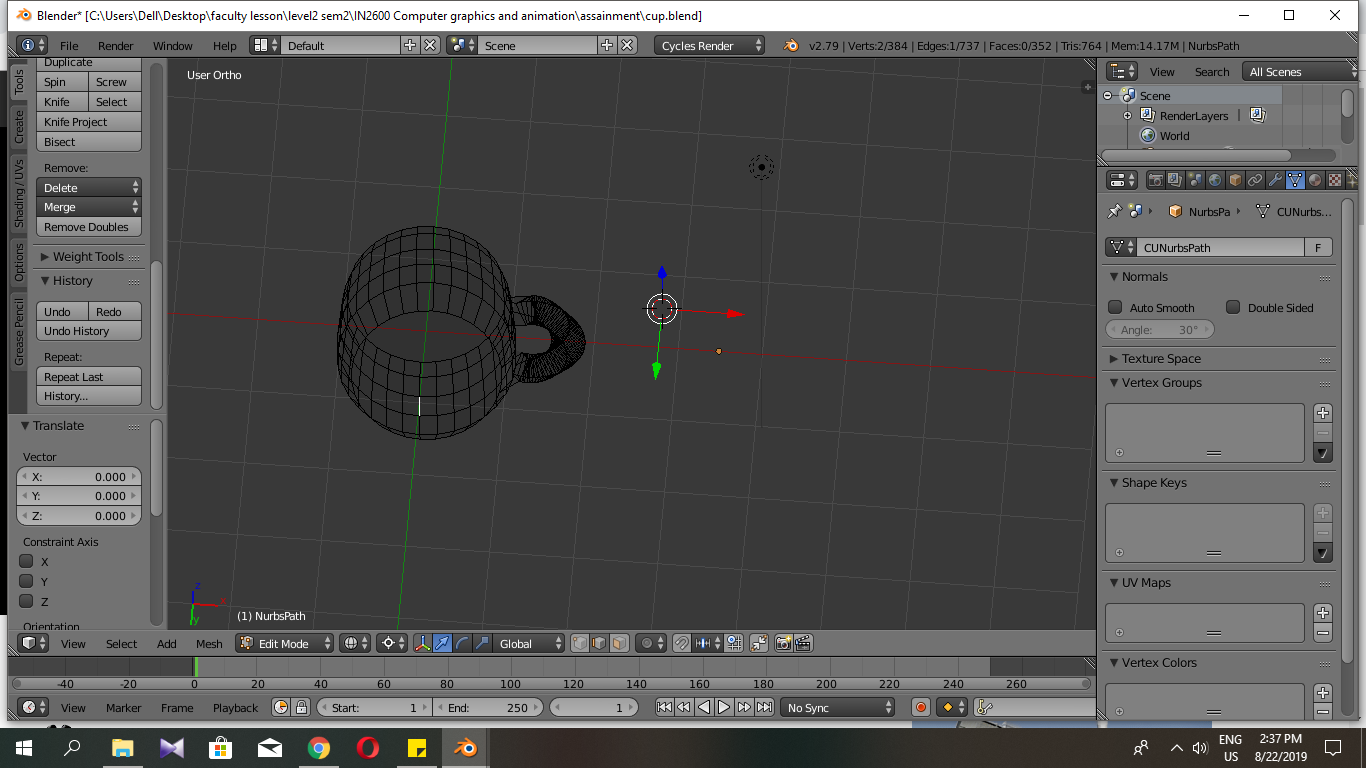 Blender* [C:\Users\Dell\Desktop\faculty lesson\level2 sem2\IN2600 Computer graphics and animation\assainment\cup.blend]
File Render Window Help Default Scene Cycles Render v2.79 | Verts:2/384 | Edges:1/737 | Faces:0/352 | Tris:764 | Mem:14.17M | NurbsPath
Tools
Create
Shading / UVs
Options
Grease Pencil
Duplicate
Spin Screw
Knife Select
Knife Project
Bisect
Remove:
Delete
Merge
Remove Doubles
Weight Tools
History
Undo Redo
Undo History
Repeat:
Repeat Last
History...
Translate
Vector
X: 0.000
Y: 0.000
Z: 0.000
Constraint Axis
X
Y
Z
Orientation
User Ortho
z
x
y
(1) NurbsPath
View Search All Scenes
Scene
RenderLayers |
World
NurbsPa CUNurbs...
CUNurbsPath F
Normals
Auto Smooth Double Sided
Angle: 30°
Texture Space
Vertex Groups
Shape Keys
UV Maps
Vertex Colors
View Select Add Mesh Edit Mode Global
-40 -20 0 20 40 60 80 100 120 140 160 180 200 220 240 260
View Marker Frame Playback Start: 1 End: 250 1 No Sync
ENG
US
2:37 PM
8/22/2019